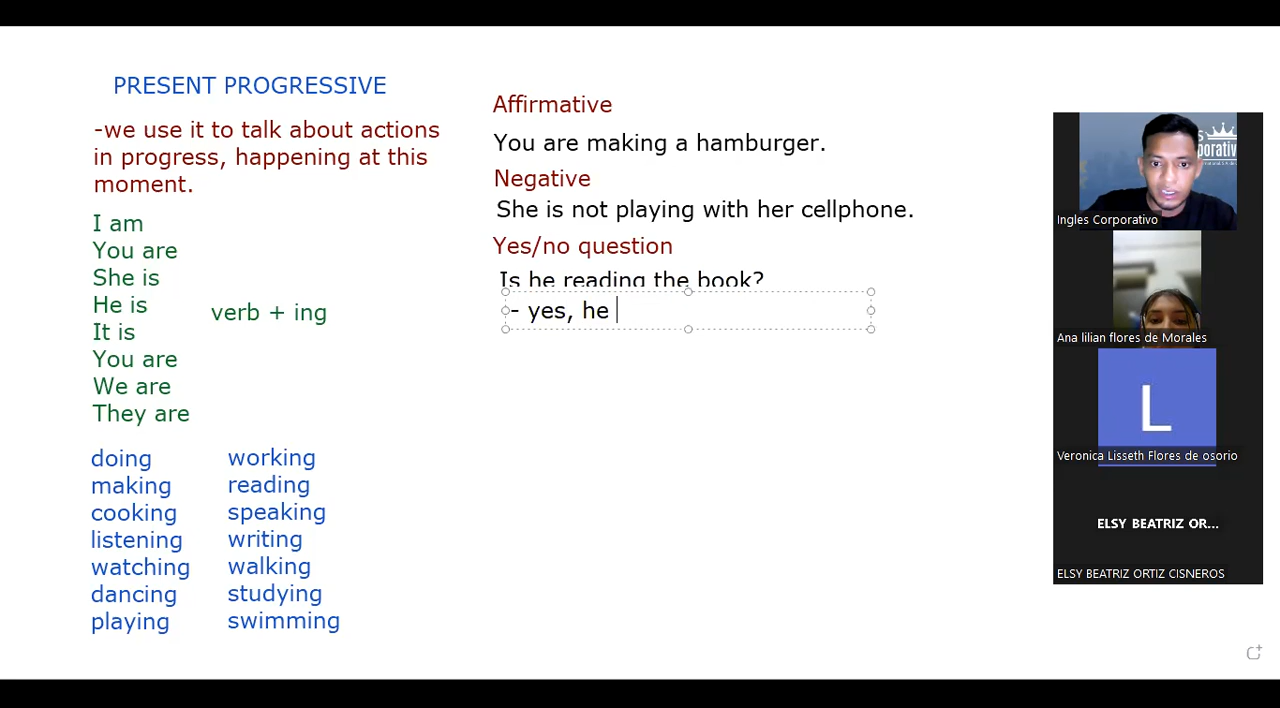 PRESENT PROGRESSIVE
-we use it to talk about actions
in progress, happening at this
moment.
I am
You are
She is
He is
It is
You are
We are
They are
verb + ing
doing
making
cooking
listening
watching
dancing
playing
working
reading
speaking
writing
walking
studying
swimming
Affirmative
You are making a hamburger.
Negative
She is not playing with her cellphone.
Yes/no question
Is he reading the book?
- yes, he
Ingles Corporativo
Ana lilian flores de Morales
L
Veronica Lisseth Flores de osorio
ELSY BEATRIZ OR...
ELSY BEATRIZ ORTIZ CISNEROS